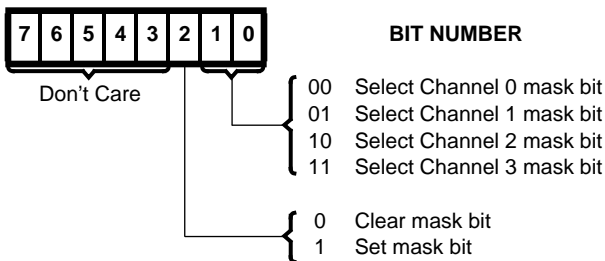 7 6 5 4 3 2 1 0 BIT NUMBER
Don't Care
00 Select Channel 0 mask bit
01 Select Channel 1 mask bit
10 Select Channel 2 mask bit
11 Select Channel 3 mask bit
0 Clear mask bit
1 Set mask bit